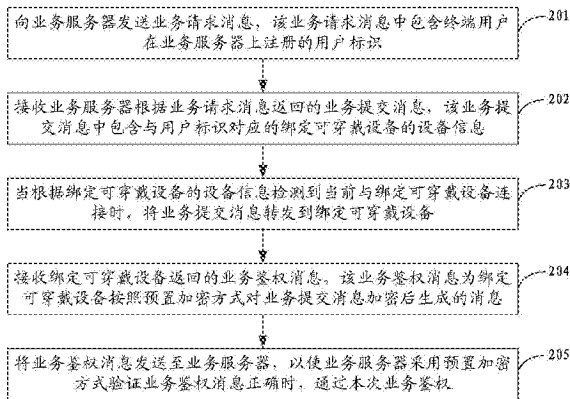 向业务服务器发送业务请求消息，该业务请求消息中包含终端用户
在业务服务器上注册的用户标识
201
接收业务服务器根据业务请求消息返回的业务提交消息，该业务提
交消息中包含与用户标识对应的绑定可穿戴设备的设备信息
202
当根据绑定可穿戴设备的设备信息检测到当前与绑定可穿戴设备连
接时，将业务提交消息转发到绑定可穿戴设备
203
接收绑定可穿戴设备返回的业务鉴权消息，该业务鉴权消息为绑定
可穿戴设备按照预置加密方式对业务提交消息加密后生成的消息
204
将业务鉴权消息发送至业务服务器，以使业务服务器采用预置加密
方式验证业务鉴权消息正确时，通过本次业务鉴权
205